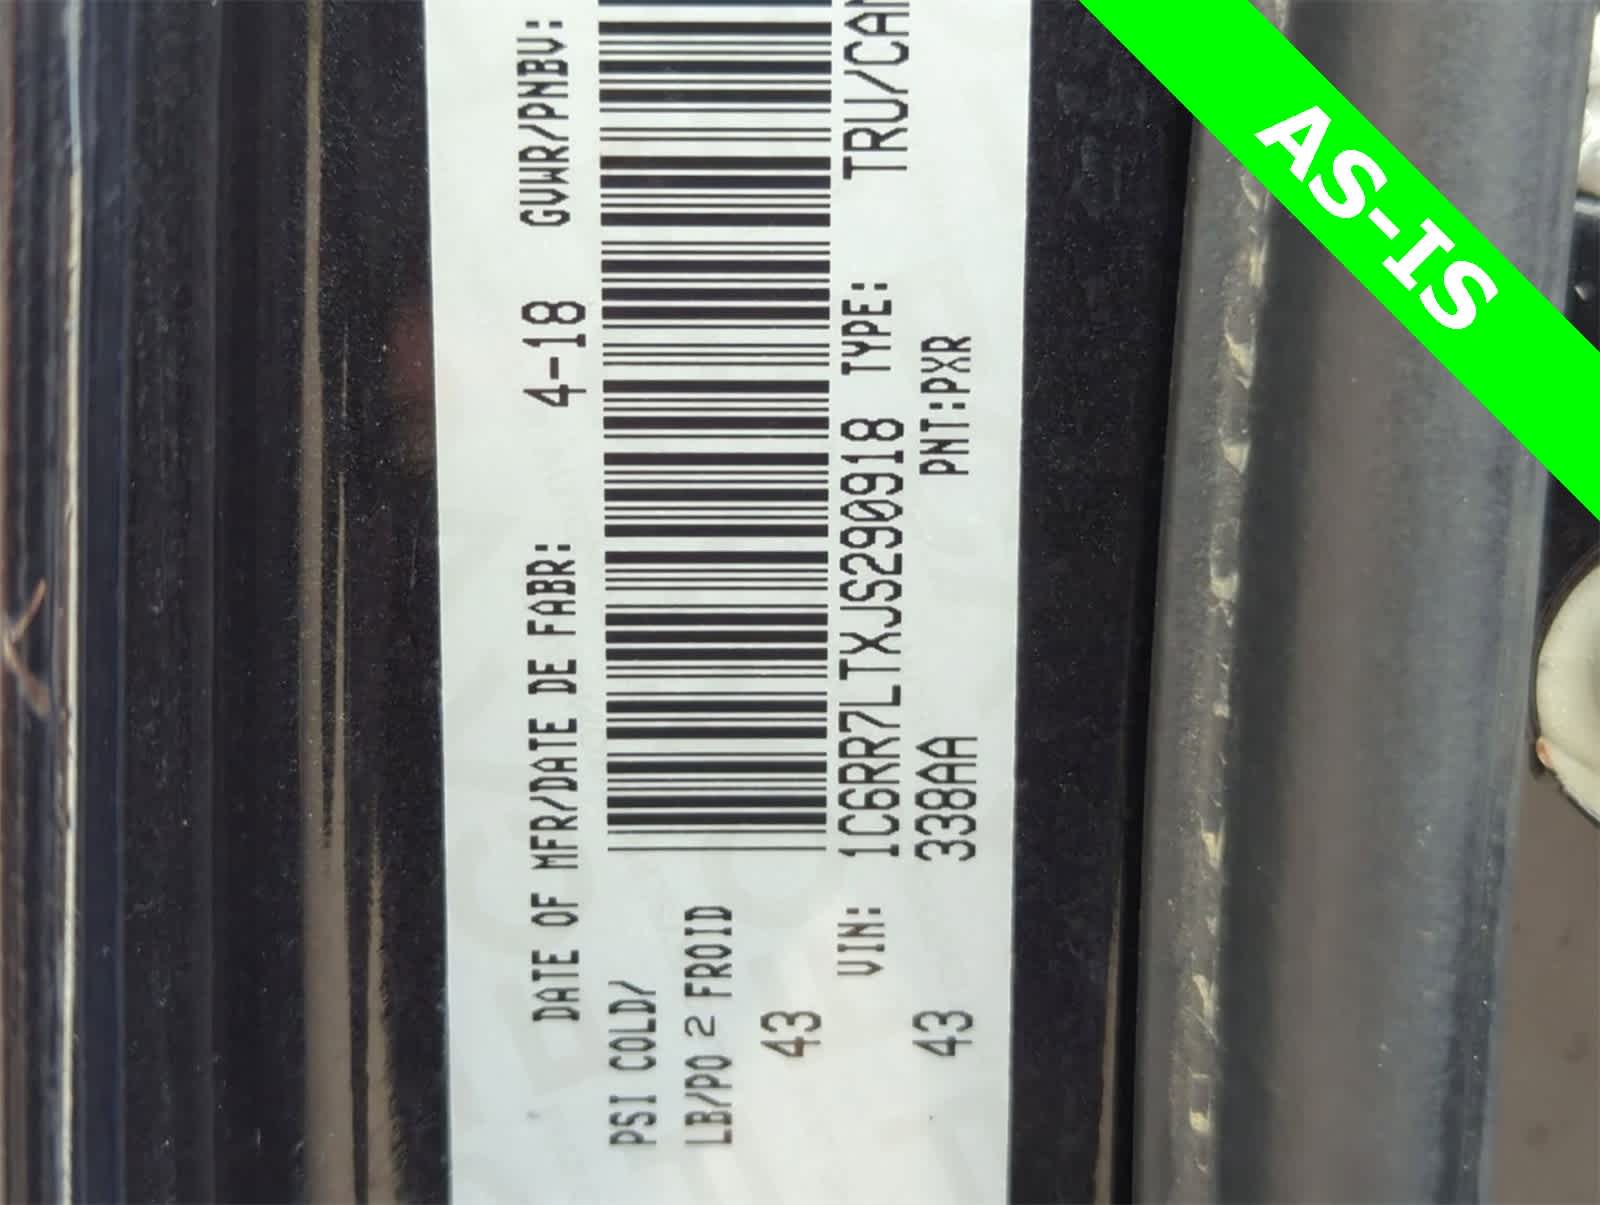 DATE OF MFR/DATE DE FABR: 4-18 GVWR/PNBV:
PSI COLD/
LB/PO 2 FROID
43
VIN: 1C6RR7LTXJS290918 TYPE: TRU/CAM
43 338AA PNT:PXR
AS-IS